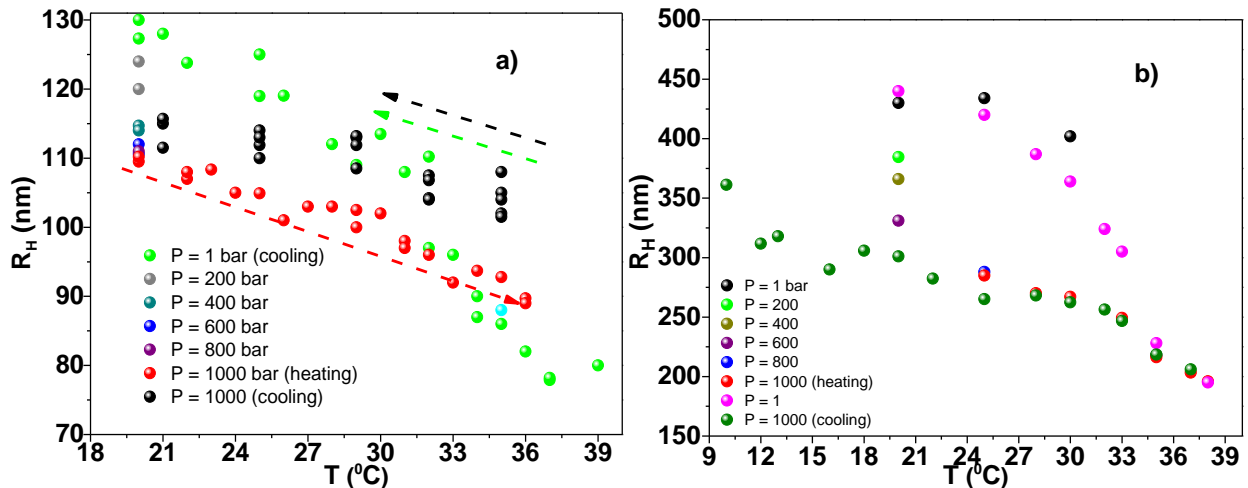 130
120
110
100
90
80
70
R_H (nm)
a)
P = 1 bar (cooling)
P = 200 bar
P = 400 bar
P = 600 bar
P = 800 bar
P = 1000 bar (heating)
P = 1000 (cooling)
18 21 24 27 30 33 36 39
T (⁰C)
500
450
400
350
300
250
200
150
R_H (nm)
b)
P = 1 bar
P = 200
P = 400
P = 600
P = 800
P = 1000 (heating)
P = 1
P = 1000 (cooling)
9 12 15 18 21 24 27 30 33 36 39
T (⁰C)